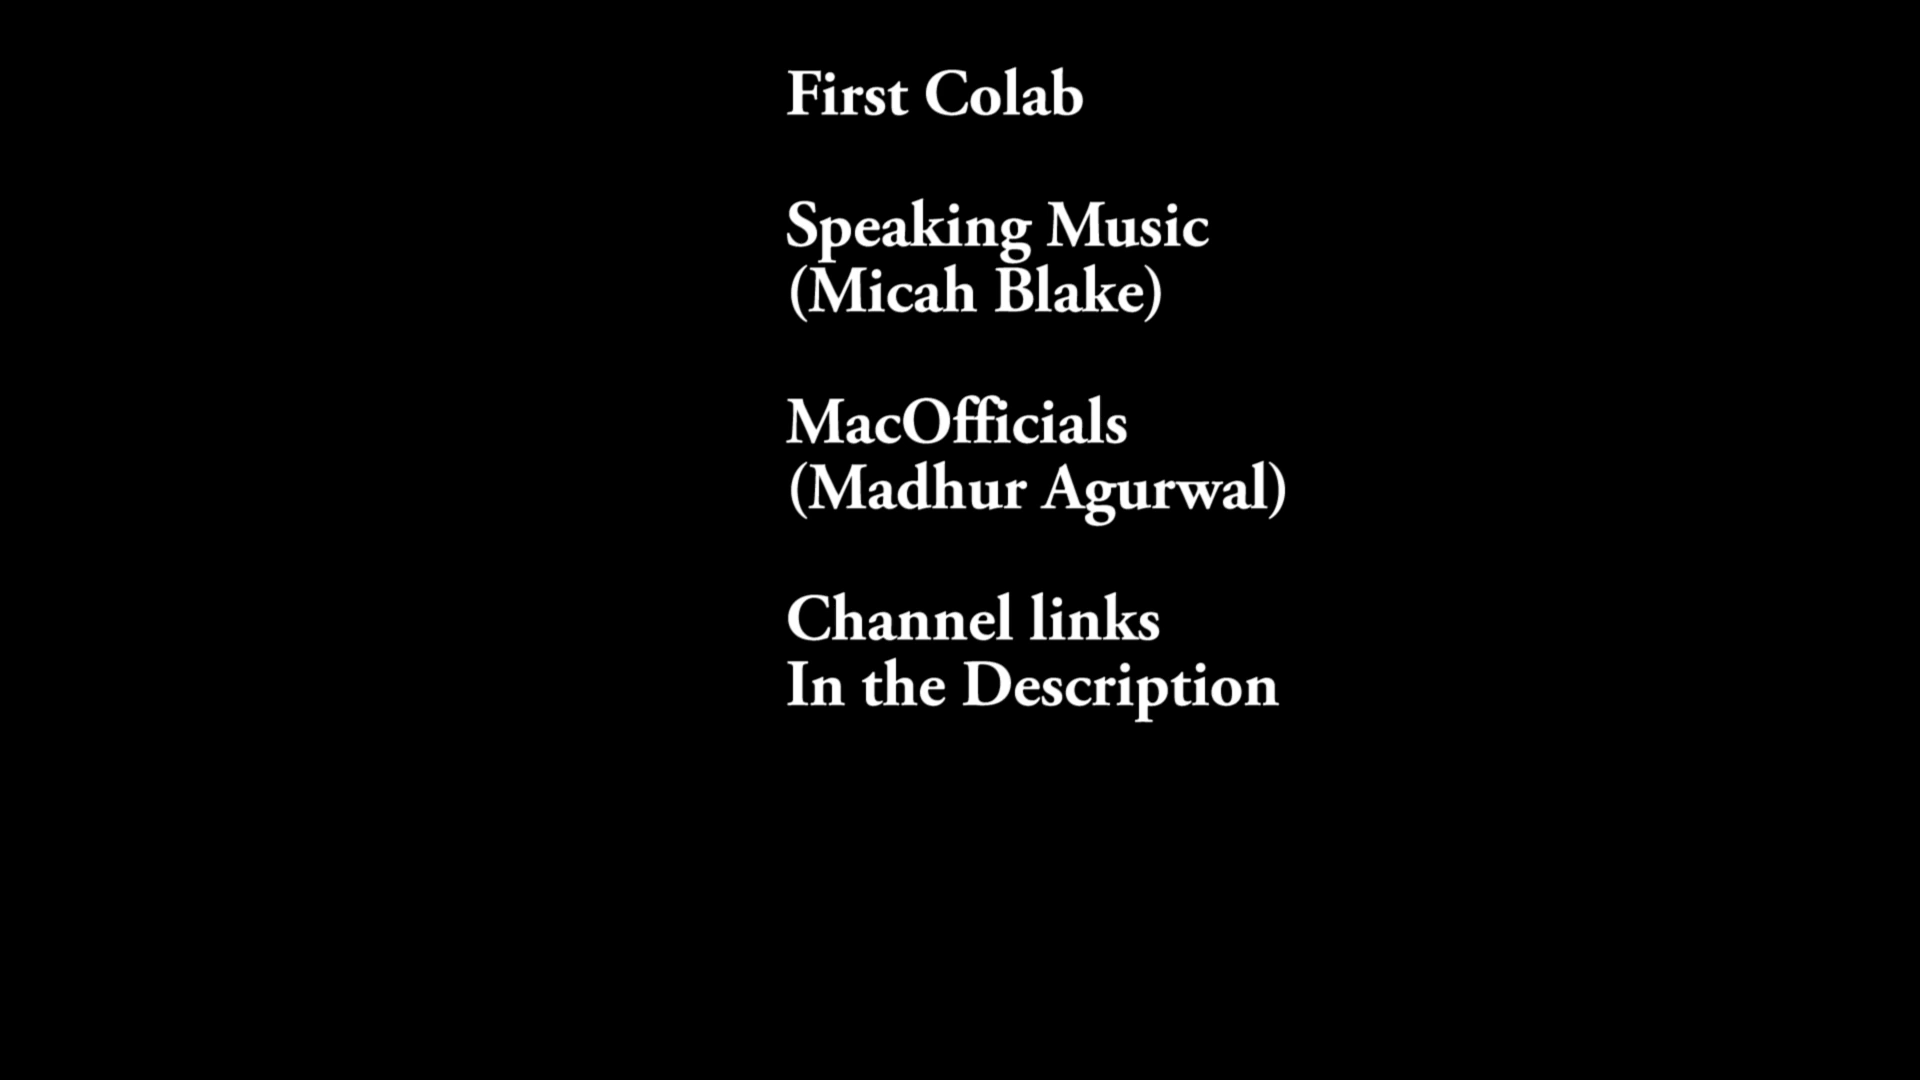 First Colab
Speaking Music
(Micah Blake)
MacOfficials
(Madhur Agurwal)
Channel links
In the Description